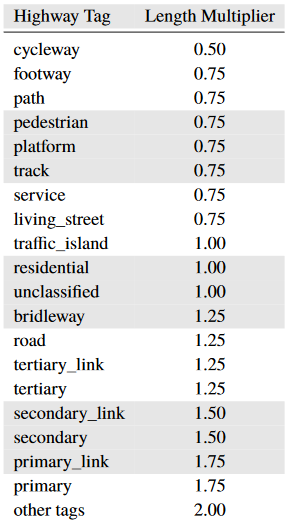 Highway Tag Length Multiplier
cycleway 0.50
footway 0.75
path 0.75
pedestrian 0.75
platform 0.75
track 0.75
service 0.75
living_street 0.75
traffic_island 1.00
residential 1.00
unclassified 1.00
bridleway 1.25
road 1.25
tertiary_link 1.25
tertiary 1.25
secondary_link 1.50
secondary 1.50
primary_link 1.75
primary 1.75
other tags 2.00